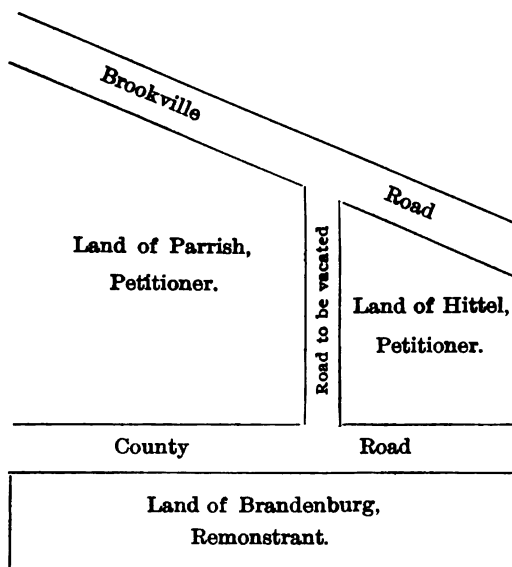 Brookville
Road
Land of Parrish,
Petitioner.
Road to be vacated
Land of Hittel,
Petitioner.
County Road
Land of Brandenburg,
Remonstrant.